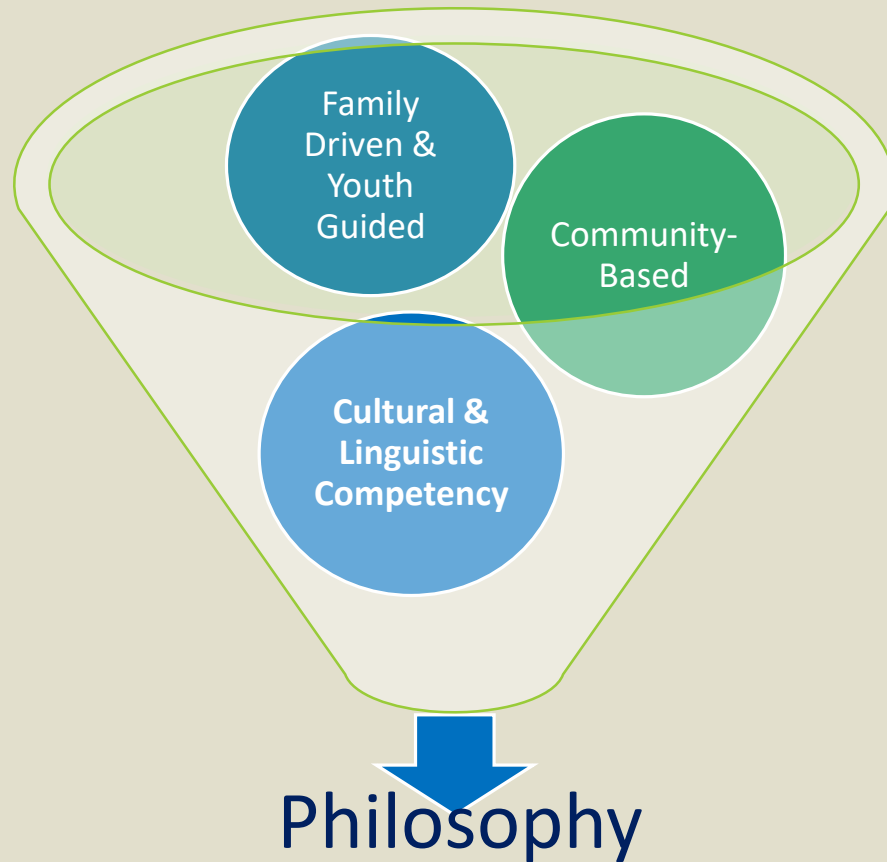 Family
Driven &
Youth
Guided
Community-
Based
Cultural &
Linguistic
Competency
Philosophy